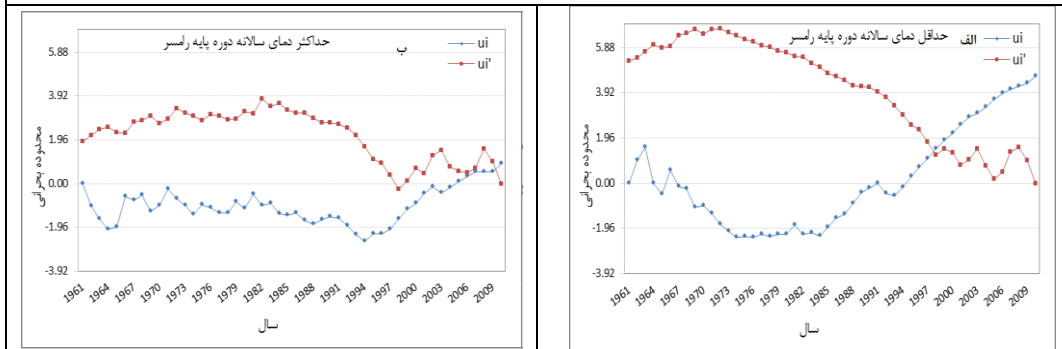 حداقل دمای سالانه دوره پایه رامسر الف
ui
ui'
محدوده بحرانی
5.88
3.92
1.96
0.00
-1.96
-3.92
1961 1964 1967 1970 1973 1976 1979 1982 1985 1988 1991 1994 1997 2000 2003 2006 2009
سال
حداکثر دمای سالانه دوره پایه رامسر ب
ui
ui'
محدوده بحرانی
5.88
3.92
1.96
0.00
-1.96
-3.92
1961 1964 1967 1970 1973 1976 1979 1982 1985 1988 1991 1994 1997 2000 2003 2006 2009
سال